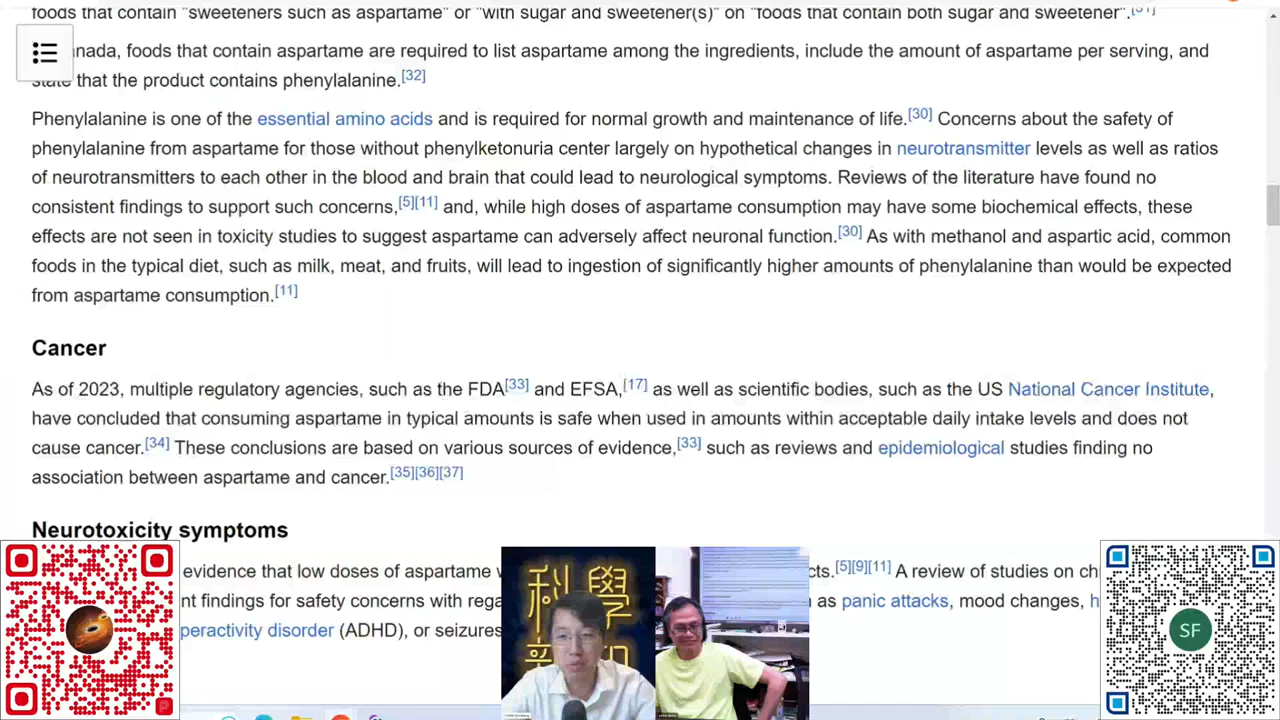 foods that contain "sweeteners such as aspartame" or "with sugar and sweetener(s)" on "foods that contain both sugar and sweetener".[31]
nada, foods that contain aspartame are required to list aspartame among the ingredients, include the amount of aspartame per serving, and
state that the product contains phenylalanine.[32]
Phenylalanine is one of the essential amino acids and is required for normal growth and maintenance of life.[30] Concerns about the safety of
phenylalanine from aspartame for those without phenylketonuria center largely on hypothetical changes in neurotransmitter levels as well as ratios
of neurotransmitters to each other in the blood and brain that could lead to neurological symptoms. Reviews of the literature have found no
consistent findings to support such concerns,[5][11] and, while high doses of aspartame consumption may have some biochemical effects, these
effects are not seen in toxicity studies to suggest aspartame can adversely affect neuronal function.[30] As with methanol and aspartic acid, common
foods in the typical diet, such as milk, meat, and fruits, will lead to ingestion of significantly higher amounts of phenylalanine than would be expected
from aspartame consumption.[11]
Cancer
As of 2023, multiple regulatory agencies, such as the FDA[33] and EFSA,[17] as well as scientific bodies, such as the US National Cancer Institute,
have concluded that consuming aspartame in typical amounts is safe when used in amounts within acceptable daily intake levels and does not
cause cancer.[34] These conclusions are based on various sources of evidence,[33] such as reviews and epidemiological studies finding no
association between aspartame and cancer.[35][36][37]
Neurotoxicity symptoms
evidence that low doses of aspartame cts.[5][9][11] A review of studies on ch
nt findings for safety concerns with rega as panic attacks, mood changes, h
peractivity disorder (ADHD), or seizures
SF